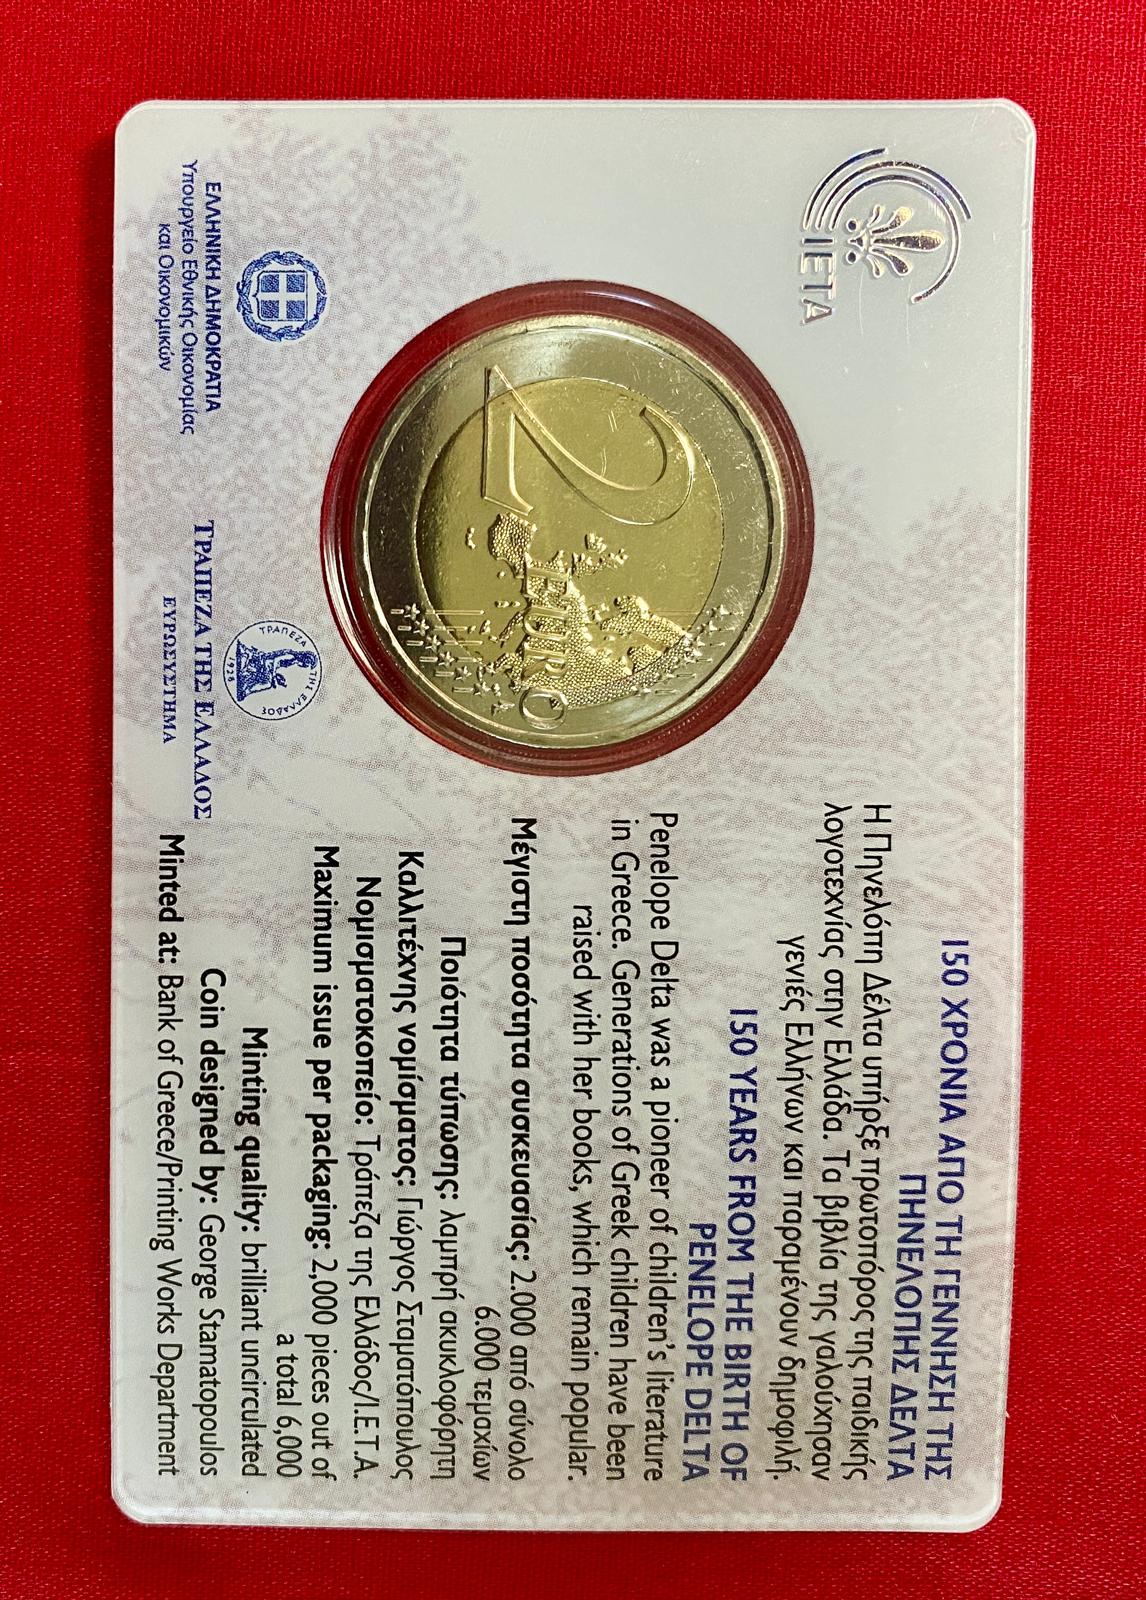 ΙΕΤΑ
150 ΧΡΟΝΙΑ ΑΠΟ ΤΗ ΓΕΝΝΗΣΗ ΤΗΣ
ΠΗΝΕΛΟΠΗΣ ΔΕΛΤΑ
Η Πηνελόπη Δέλτα υπήρξε πρωτοπόρος της παιδικής
λογοτεχνίας στην Ελλάδα. Τα βιβλία της γαλούχησαν
γενιές Ελλήνων και παραμένουν δημοφιλή.
150 YEARS FROM THE BIRTH OF
PENELOPE DELTA
Penelope Delta was a pioneer of children's literature
in Greece. Generations of Greek children have been
raised with her books, which remain popular.
Μέγιστη ποσότητα συσκευασίας: 2.000 από σύνολο
6.000 τεμαχίων
Ποιότητα τύπωσης: λαμπρή ακυκλοφόρητη
Καλλιτέχνης νομίσματος: Γιώργος Σταματόπουλος
Νομισματοκοπείο: Τράπεζα της Ελλάδος/Ι.Ε.Τ.Α.
Maximum issue per packaging: 2,000 pieces out of
a total 6,000
Minting quality: brilliant uncirculated
Coin designed by: George Stamatopoulos
Minted at: Bank of Greece/Printing Works Department
2 EURO
ΕΛΛΗΝΙΚΗ ΔΗΜΟΚΡΑΤΙΑ
Υπουργείο Εθνικής Οικονομίας
και Οικονομικών
ΤΡΑΠΕΖΑ ΤΗΣ ΕΛΛΑΔΟΣ
1928
ΤΡΑΠΕΖΑ ΤΗΣ ΕΛΛΑΔΟΣ
ΕΥΡΩΣΥΣΤΗΜΑ